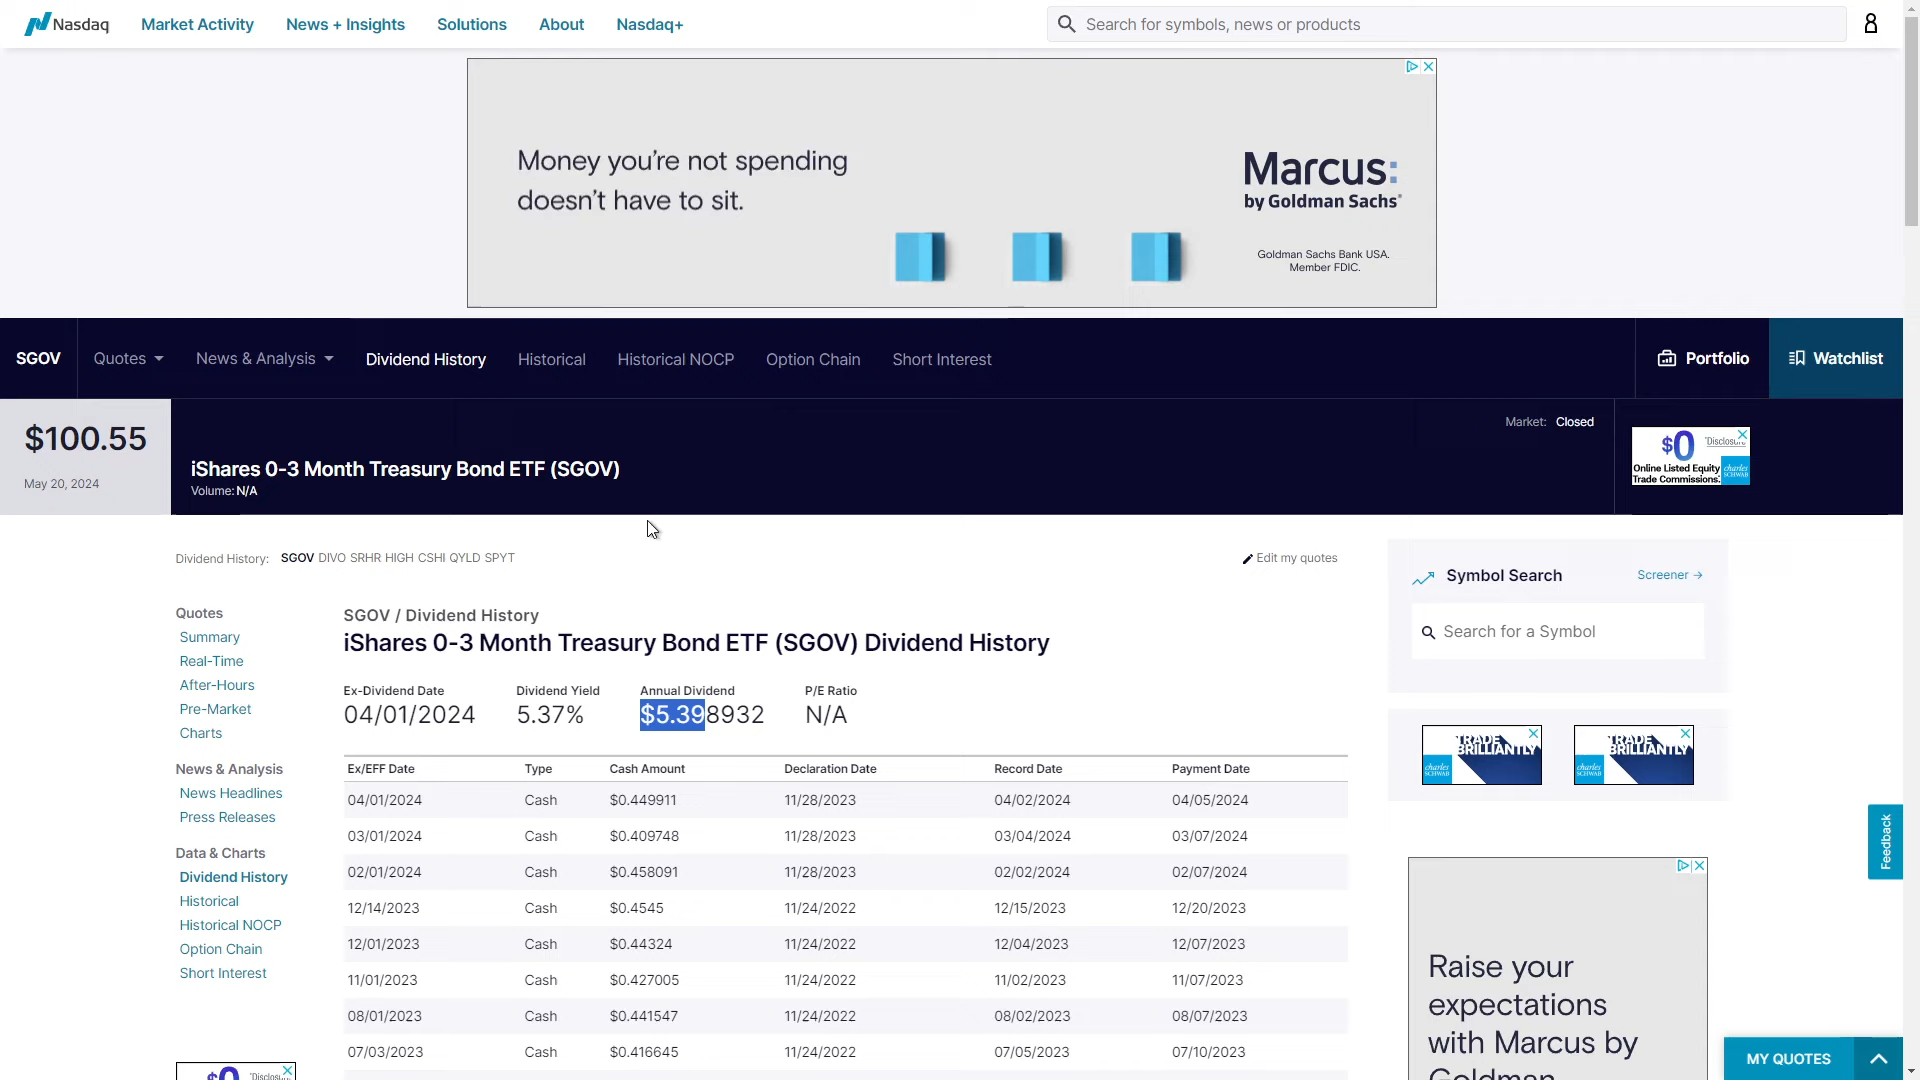 Nasdaq
Market Activity
News + Insights
Solutions
About
Nasdaq+
Search for symbols, news or products
Money you're not spending
doesn't have to sit.
Marcus:
by Goldman Sachs®
Goldman Sachs Bank USA.
Member FDIC.
SGOV
Quotes
News & Analysis
Dividend History
Historical
Historical NOCP
Option Chain
Short Interest
Portfolio
Watchlist
$100.55
May 20, 2024
iShares 0-3 Month Treasury Bond ETF (SGOV)
Volume: N/A
Market: Closed
$0
Online Listed Equity
Trade Commissions.
charles
SCHWAB
Dividend History: SGOV DIVO SRHR HIGH CSHI QYLD SPYT
Edit my quotes
Quotes
Summary
Real-Time
After-Hours
Pre-Market
Charts
News & Analysis
News Headlines
Press Releases
Data & Charts
Dividend History
Historical
Historical NOCP
Option Chain
Short Interest
SGOV / Dividend History
iShares 0-3 Month Treasury Bond ETF (SGOV) Dividend History
Ex-Dividend Date Dividend Yield Annual Dividend P/E Ratio
04/01/2024 5.37% $5.398932 N/A
Ex/EFF Date Type Cash Amount Declaration Date Record Date Payment Date
04/01/2024 Cash $0.449911 11/28/2023 04/02/2024 04/05/2024
03/01/2024 Cash $0.409748 11/28/2023 03/04/2024 03/07/2024
02/01/2024 Cash $0.458091 11/28/2023 02/02/2024 02/07/2024
12/14/2023 Cash $0.4545 11/24/2022 12/15/2023 12/20/2023
12/01/2023 Cash $0.44324 11/24/2022 12/04/2023 12/07/2023
11/01/2023 Cash $0.427005 11/24/2022 11/02/2023 11/07/2023
08/01/2023 Cash $0.441547 11/24/2022 08/02/2023 08/07/2023
07/03/2023 Cash $0.416645 11/24/2022 07/05/2023 07/10/2023
Symbol Search
Screener →
Search for a Symbol
TRADE
BRILLIANTLY
charles
SCHWAB
TRADE
BRILLIANTLY
charles
SCHWAB
Raise your
expectations
with Marcus by
Goldman
Feedback
MY QUOTES
$0